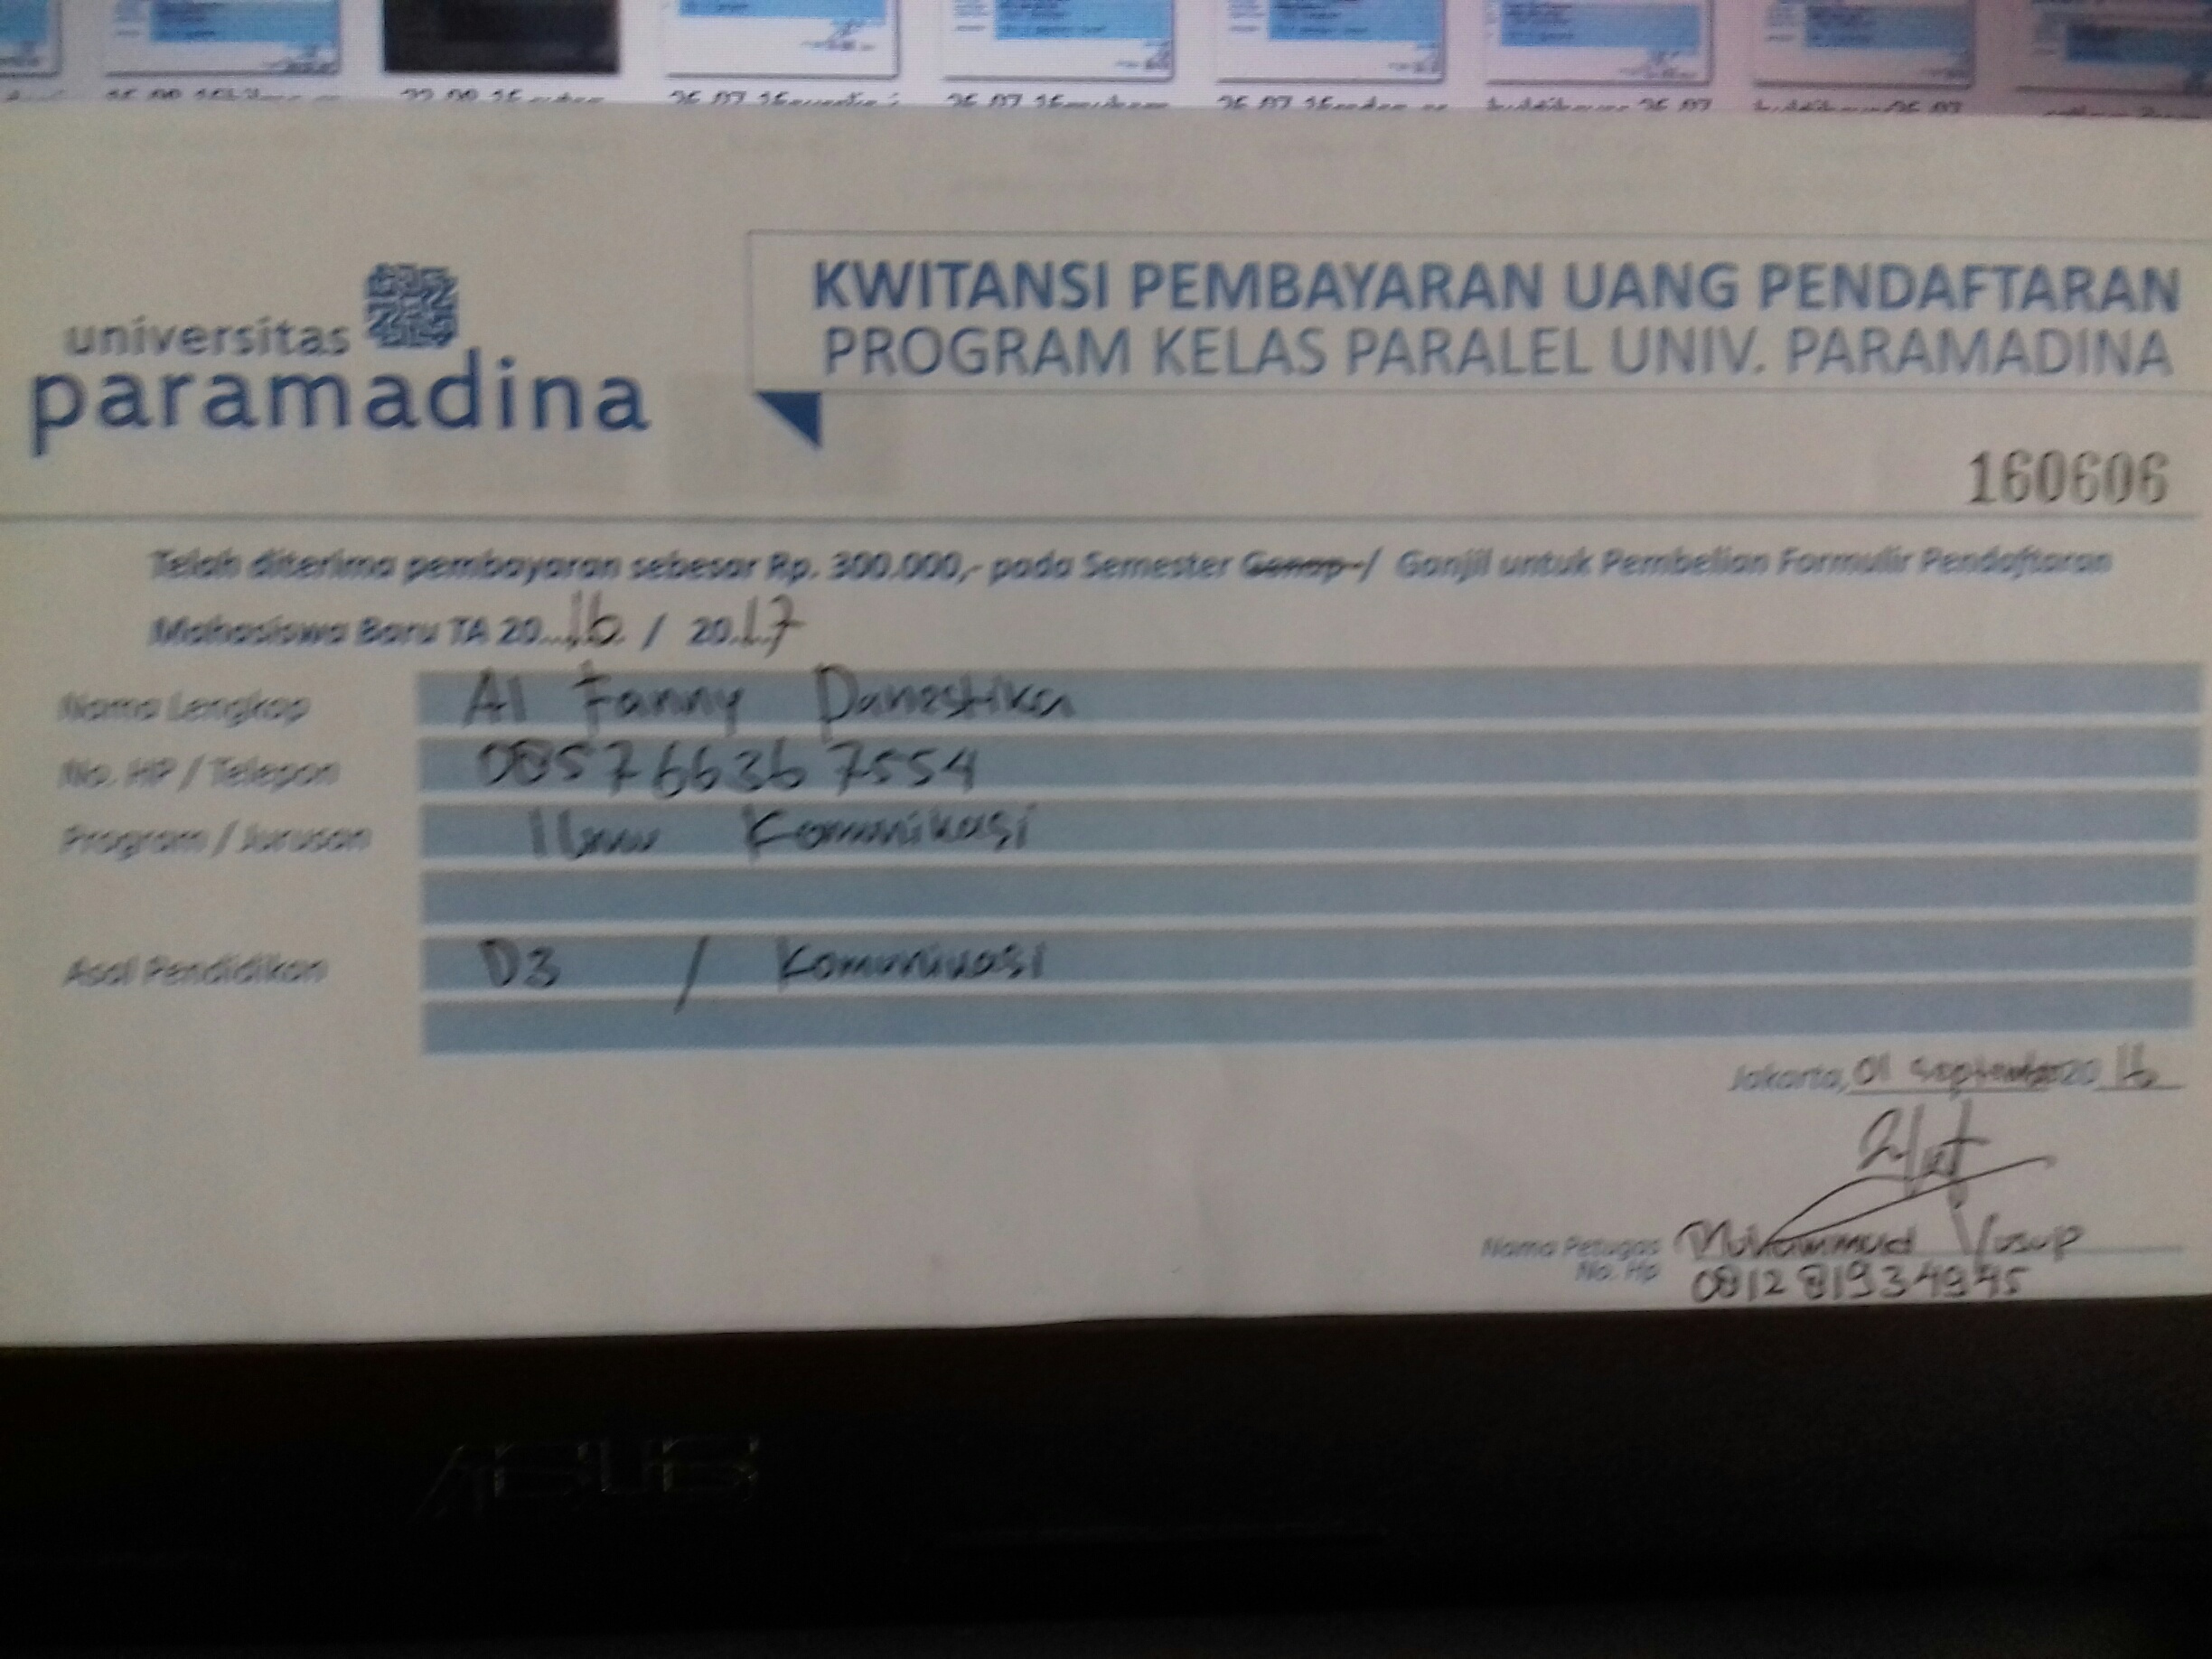 universitas
paramadina
KWITANSI PEMBAYARAN UANG PENDAFTARAN
PROGRAM KELAS PARALEL UNIV. PARAMADINA
160606
Telah diterima pembayaran sebesar Rp. 300.000,- pada Semester Genap / Ganjil untuk Pembelian Formulir Pendaftaran
Mahasiswa Baru TA 20 16 / 20 17
Nama Lengkap Al Fanny Danestika
No. HP / Telepon 085766367554
Program / Jurusan Ilmu Komunikasi
Asal Pendidikan D3 / Komunikasi
Jakarta, 01 September 20 16
Nama Petugas Muhammad Yusup
No. Hp 081281934945
ASUS